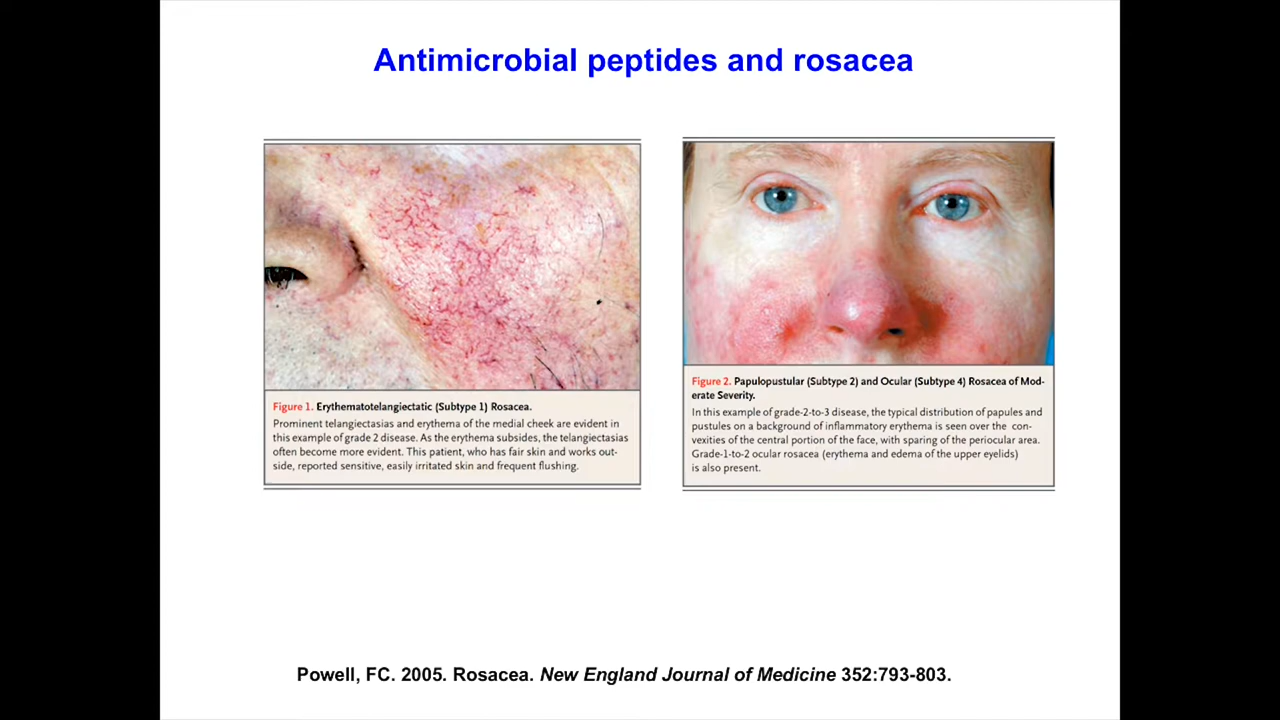 Antimicrobial peptides and rosacea
Figure 1. Erythematotelangiectatic (Subtype 1) Rosacea.
Prominent telangiectasias and erythema of the medial cheek are evident in
this example of grade 2 disease. As the erythema subsides, the telangiectasias
often become more evident. This patient, who has fair skin and works out-
side, reported sensitive, easily irritated skin and frequent flushing.
Figure 2. Papulopustular (Subtype 2) and Ocular (Subtype 4) Rosacea of Mod-
erate Severity.
In this example of grade-2-to-3 disease, the typical distribution of papules and
pustules on a background of inflammatory erythema is seen over the con-
vexities of the central portion of the face, with sparing of the periocular area.
Grade-1-to-2 ocular rosacea (erythema and edema of the upper eyelids)
is also present.
Powell, FC. 2005. Rosacea. New England Journal of Medicine 352:793-803.